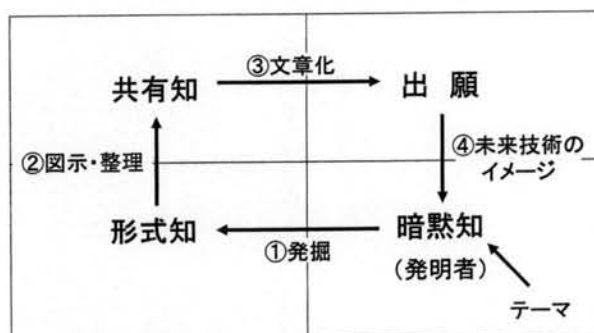 ③文章化
共有知
出 願
②図示・整理
④未来技術の
イメージ
形式知
①発掘
暗黙知
(発明者)
テーマ